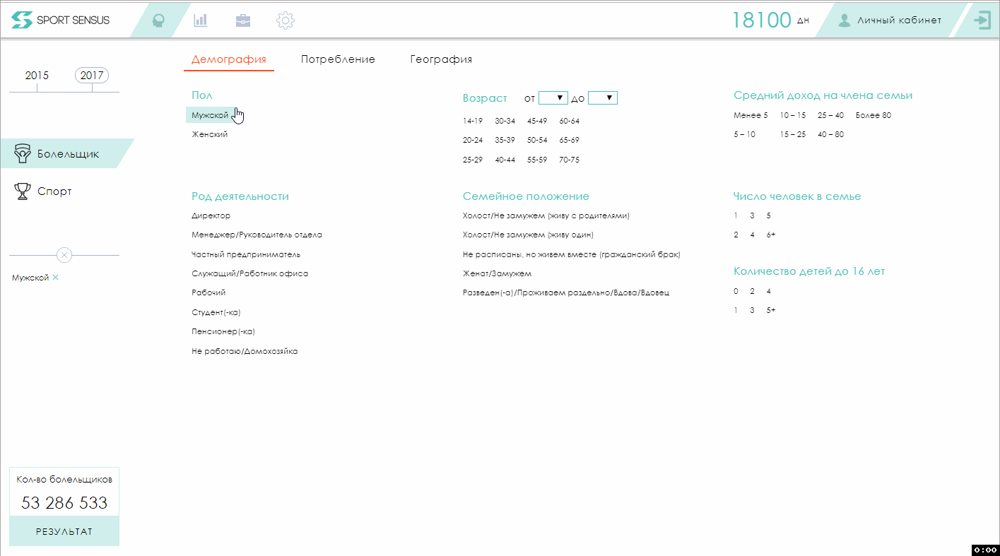 SPORT SENSUS
18100 дн
Личный кабинет
Демография Потребление География
2015 2017
Болельщик
Спорт
Мужской ×
Кол-во болельщиков
53 286 533
РЕЗУЛЬТАТ
Пол
Мужской
Женский
Возраст от ▼ до ▼
14-19 30-34 45-49 60-64
20-24 35-39 50-54 65-69
25-29 40-44 55-59 70-75
Средний доход на члена семьи
Менее 5 10 – 15 25 – 40 Более 80
5 – 10 15 – 25 40 – 80
Род деятельности
Директор
Менеджер/Руководитель отдела
Частный предприниматель
Служащий/Работник офиса
Рабочий
Студент(-ка)
Пенсионер(-ка)
Не работаю/Домохозяйка
Семейное положение
Холост/Не замужем (живу с родителями)
Холост/Не замужем (живу один)
Не расписаны, но живем вместе (гражданский брак)
Женат/Замужем
Разведен(-а)/Проживаем раздельно/Вдова/Вдовец
Число человек в семье
1 3 5
2 4 6+
Количество детей до 16 лет
0 2 4
1 3 5+
0:00